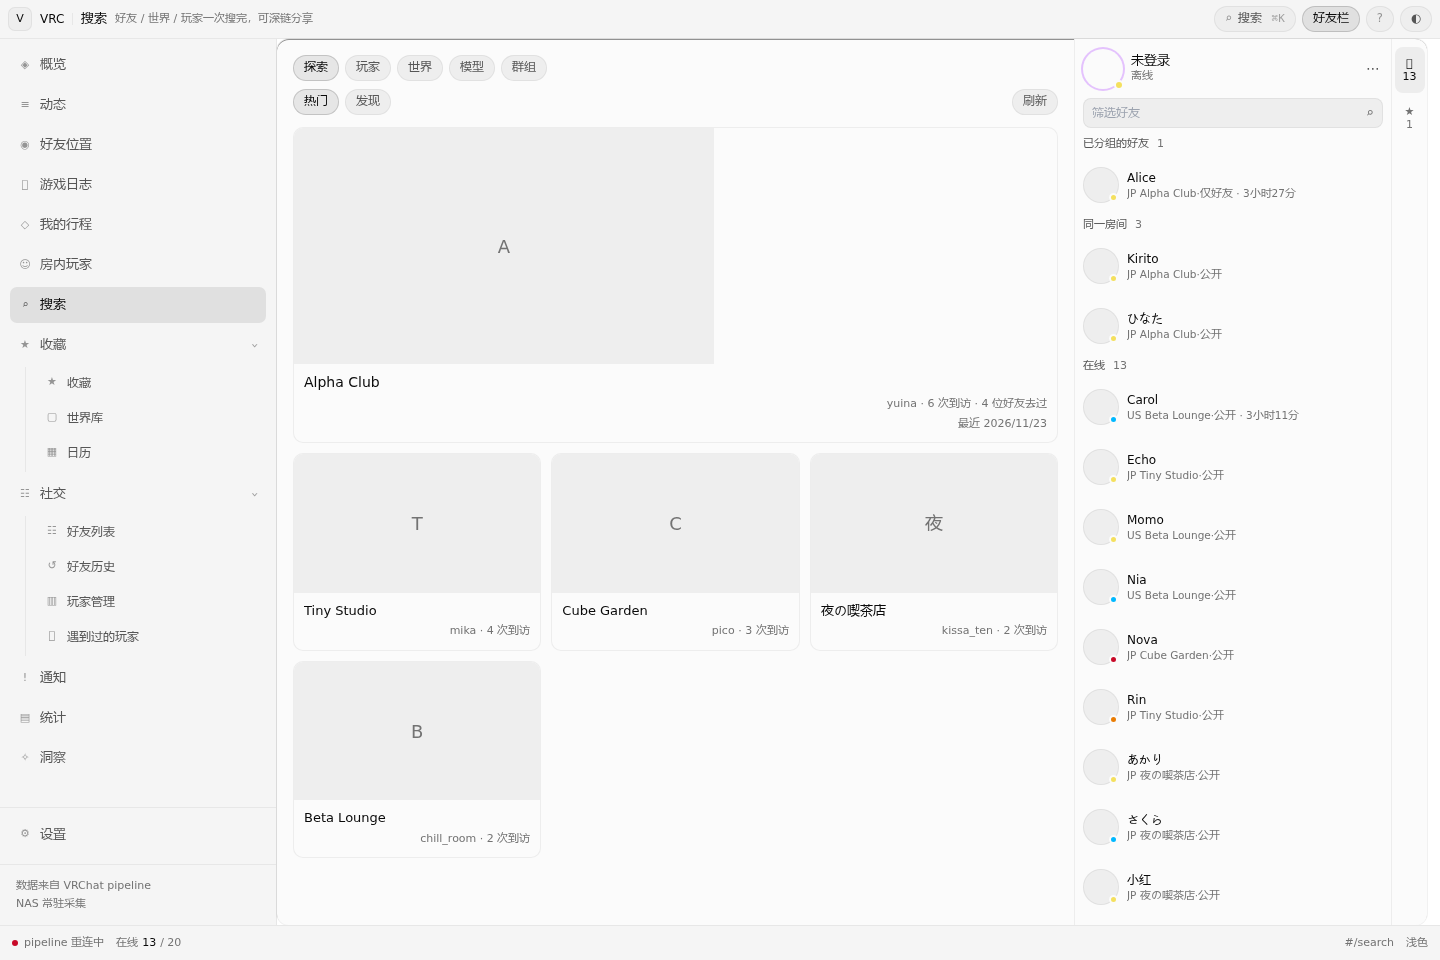 V VRC 搜索 好友 / 世界 / 玩家一次搜完，可深链分享
搜索 ⌘K 好友栏 ?
概览
动态
好友位置
游戏日志
我的行程
房内玩家
搜索
收藏
收藏
世界库
日历
社交
好友列表
好友历史
玩家管理
遇到过的玩家
通知
统计
洞察
设置
数据来自 VRChat pipeline
NAS 常驻采集
探索 玩家 世界 模型 群组
热门 发现 刷新
A
Alpha Club
yuina · 6 次到访 · 4 位好友去过
最近 2026/11/23
T
Tiny Studio
mika · 4 次到访
C
Cube Garden
pico · 3 次到访
夜
夜の喫茶店
kissa_ten · 2 次到访
B
Beta Lounge
chill_room · 2 次到访
未登录
离线
筛选好友
已分组的好友 1
Alice
JP Alpha Club·仅好友 · 3小时27分
同一房间 3
Kirito
JP Alpha Club·公开
ひなた
JP Alpha Club·公开
在线 13
Carol
US Beta Lounge·公开 · 3小时11分
Echo
JP Tiny Studio·公开
Momo
US Beta Lounge·公开
Nia
US Beta Lounge·公开
Nova
JP Cube Garden·公开
Rin
JP Tiny Studio·公开
あかり
JP 夜の喫茶店·公开
さくら
JP 夜の喫茶店·公开
小红
JP 夜の喫茶店·公开
13
★
1
pipeline 重连中 在线 13 / 20
#/search 浅色